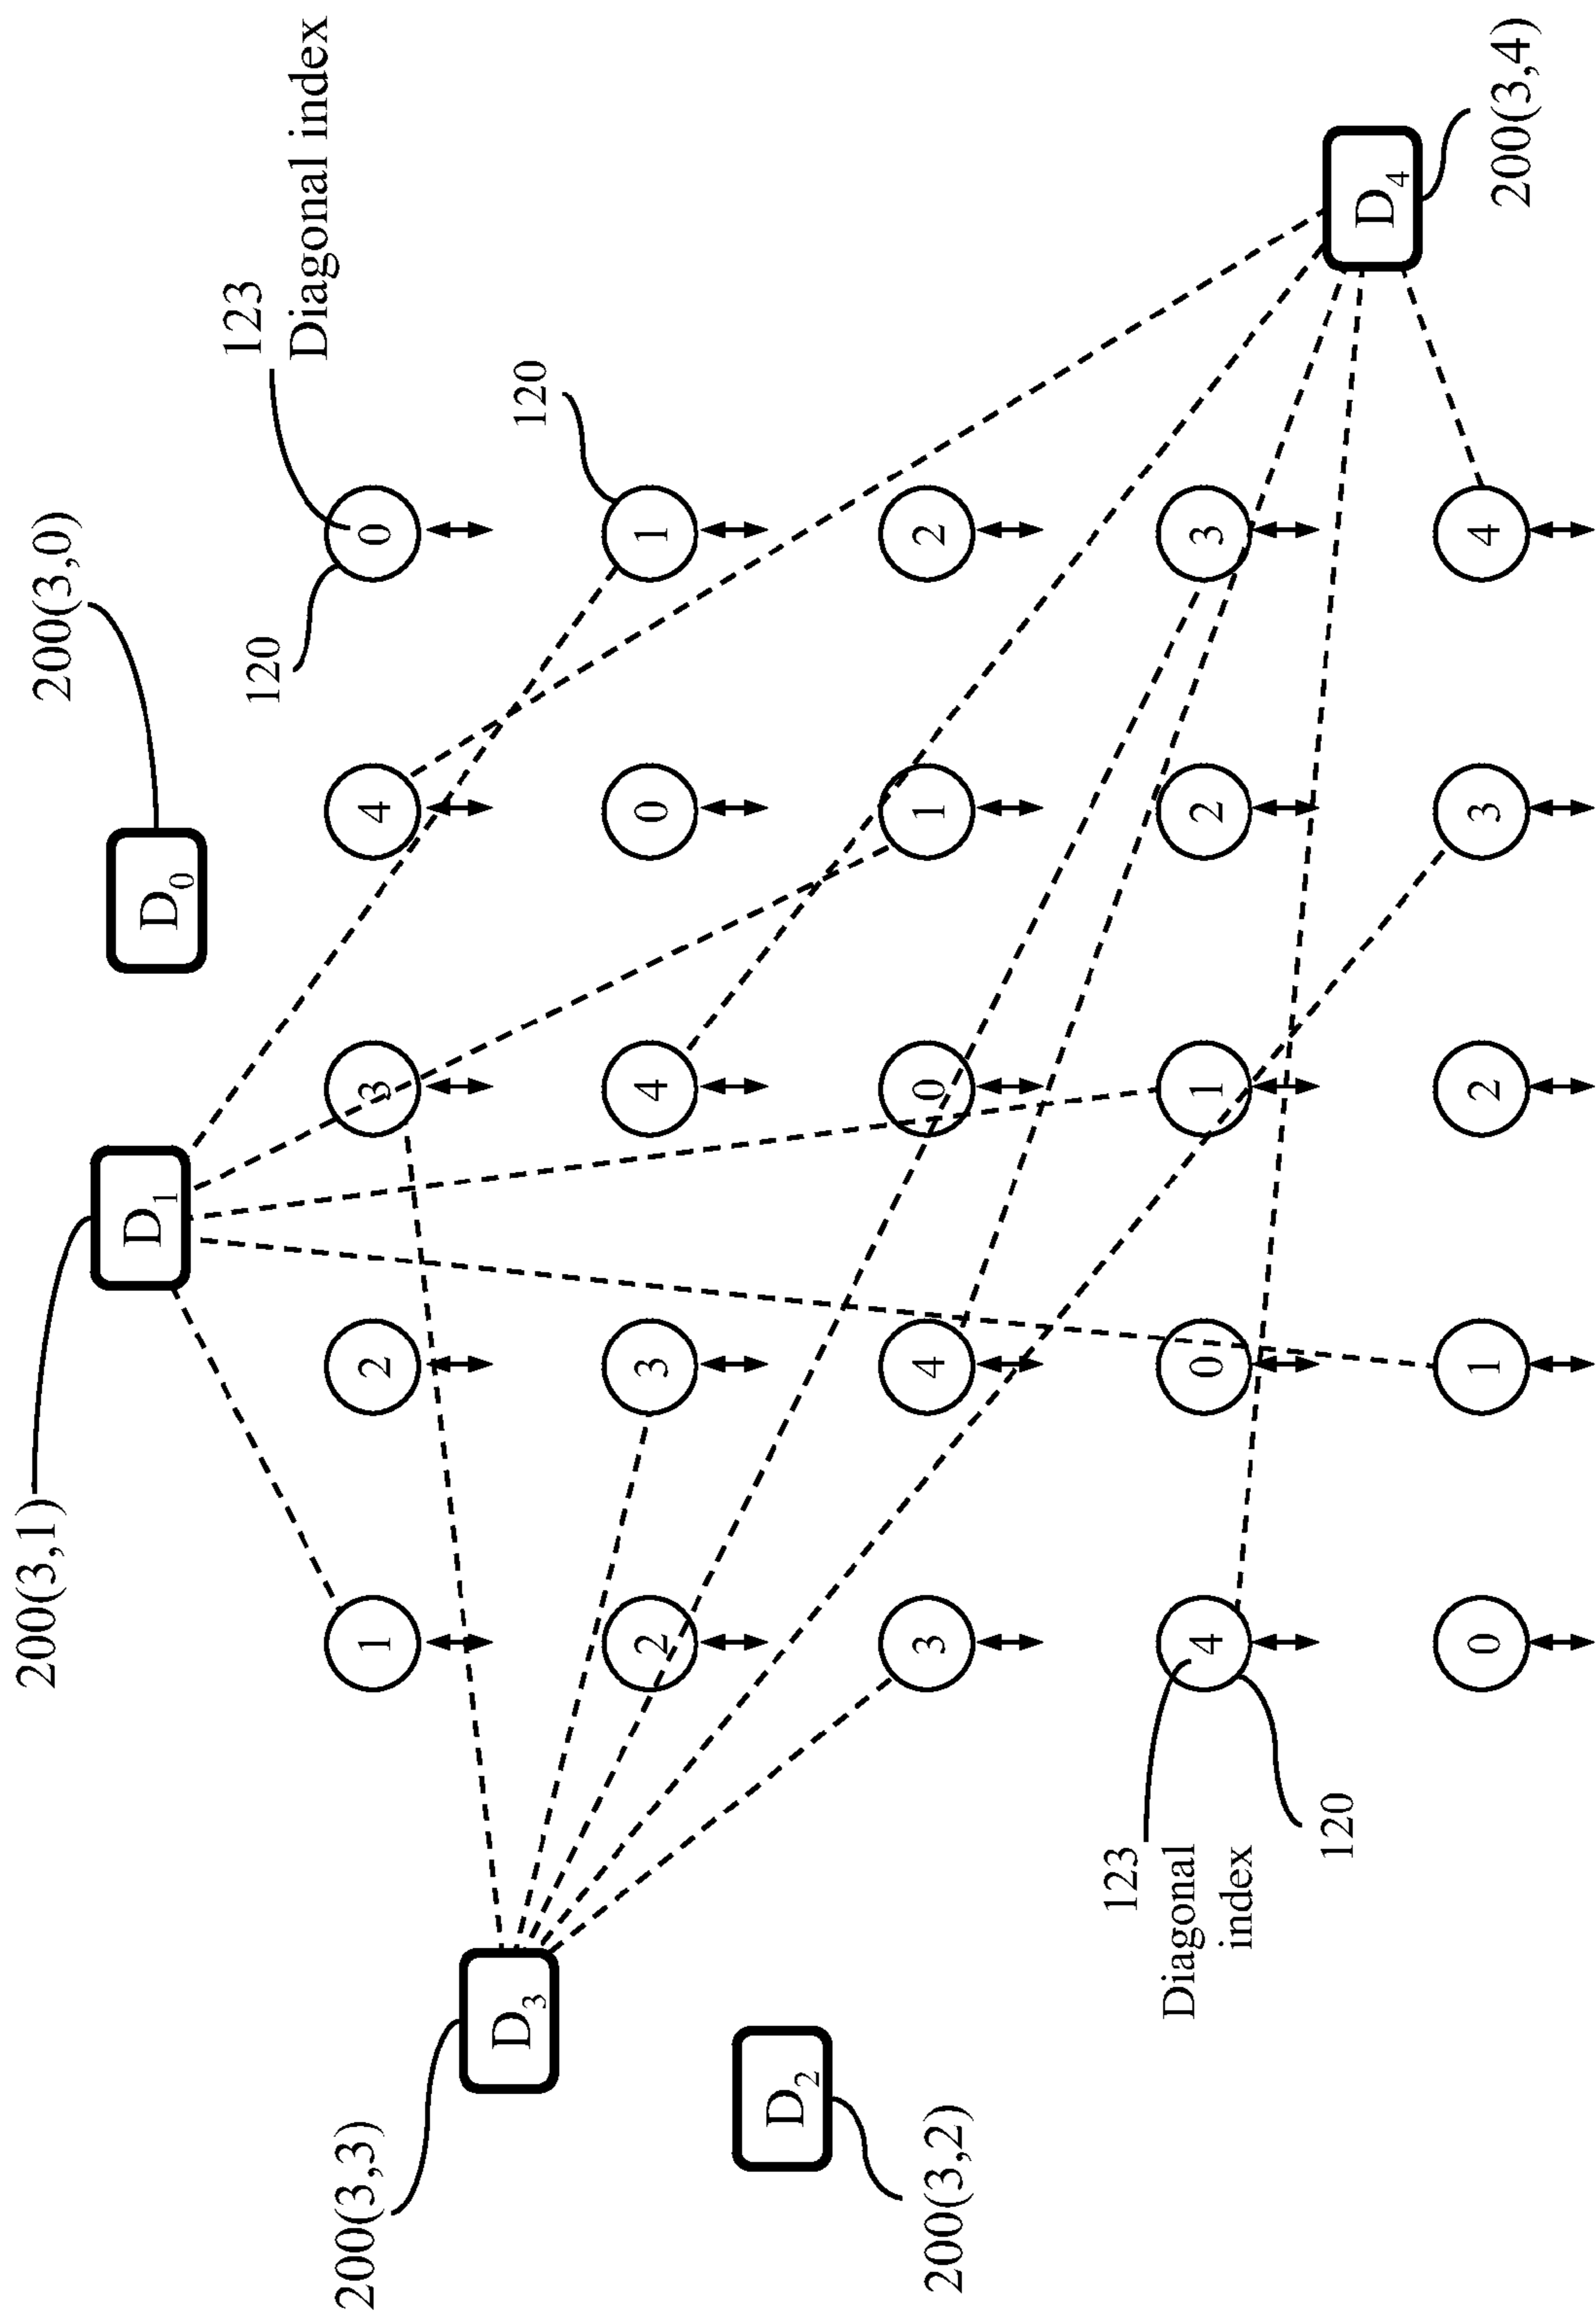 200(3,1)
200(3,0)
D1
D0
123
Diagonal index
120
200(3,3)
1 2 3 4 0
D3
120
2 3 4 0 1
D2
200(3,2)
3 4 0 1 2
123
Diagonal
index
4 0 1 2 3
120
D4
0 1 2 3 4
200(3,4)